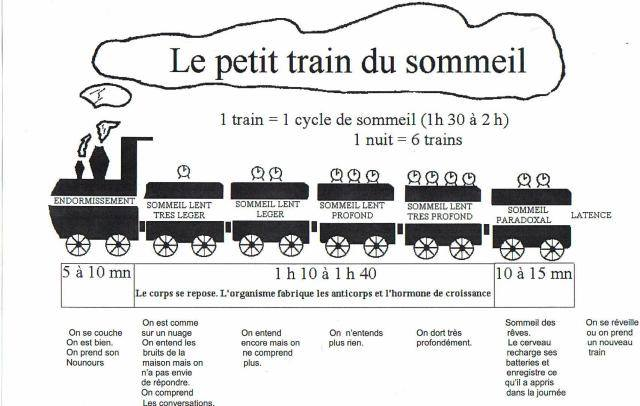 Le petit train du sommeil
1 train = 1 cycle de sommeil (1h 30 à 2 h)
1 nuit = 6 trains
ENDORMISSEMENT
SOMMEIL LENT
TRES LEGER
SOMMEIL LENT
LEGER
SOMMEIL LENT
PROFOND
SOMMEIL LENT
TRES PROFOND
SOMMEIL
PARADOXAL
LATENCE
5 à 10 mn
1 h 10 à 1 h 40
10 à 15 mn
Le corps se repose. L'organisme fabrique les anticorps et l'hormone de croissance
On se couche
On est bien.
On prend son
Nounours
On est comme
sur un nuage
On entend les
bruits de la
maison mais on
n'a pas envie
de répondre.
On comprend
Les conversations.
On entend
encore mais on
ne comprend
plus.
On n'entends
plus rien.
On dort très
profondément.
Sommeil des
rêves.
Le cerveau
recharge ses
batteries et
enregistre ce
qu'il a appris
dans la journée
On se réveille
ou on prend
un nouveau
train